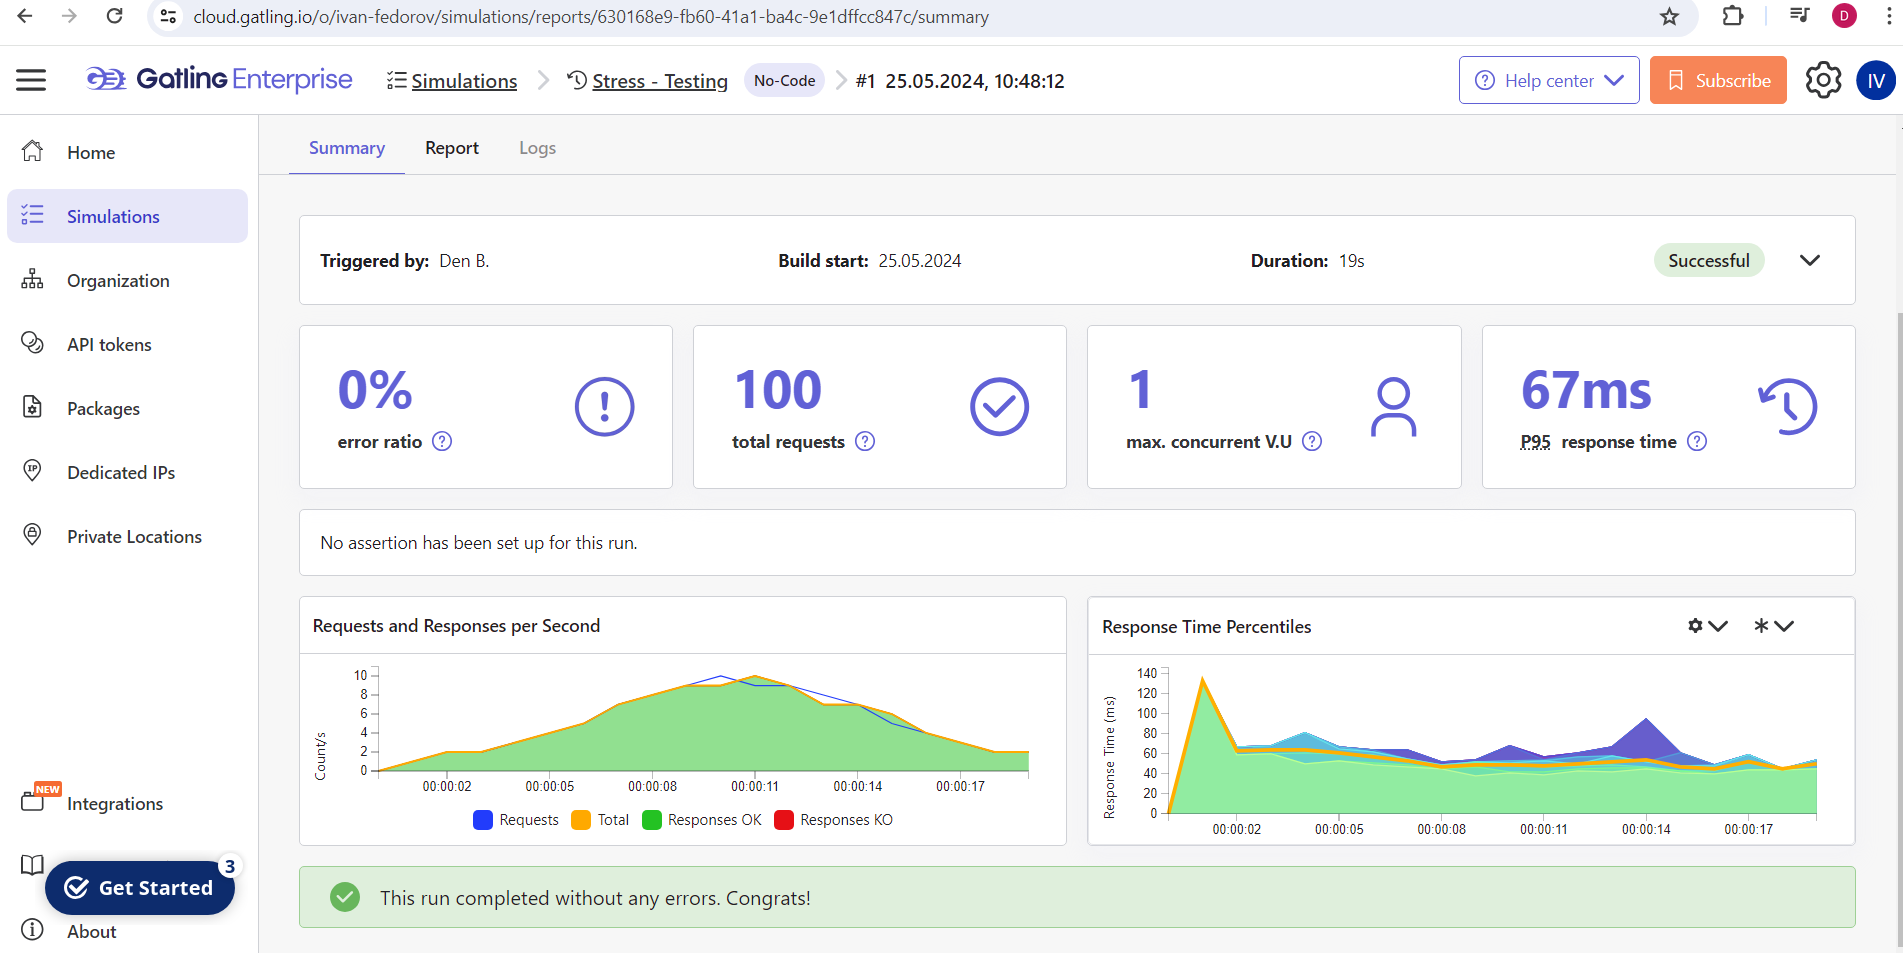 cloud.gatling.io/o/ivan-fedorov/simulations/reports/630168e9-fb60-41a1-ba4c-9e1dffcc847c/summary
D
Gatling Enterprise
Simulations
Stress - Testing
No-Code
#1 25.05.2024, 10:48:12
Help center
Subscribe
IV
Home
Simulations
Organization
API tokens
Packages
IP
Dedicated IPs
Private Locations
NEW
Integrations
Get Started
3
About
Summary
Report
Logs
Triggered by: Den B.
Build start: 25.05.2024
Duration: 19s
Successful
0%
error ratio ?
100
total requests ?
1
max. concurrent V.U ?
67ms
P95 response time ?
No assertion has been set up for this run.
Requests and Responses per Second
Count/s
10
8
6
4
2
0
00:00:02
00:00:05
00:00:08
00:00:11
00:00:14
00:00:17
Requests
Total
Responses OK
Responses KO
Response Time Percentiles
Response Time (ms)
140
120
100
80
60
40
20
0
00:00:02
00:00:05
00:00:08
00:00:11
00:00:14
00:00:17
This run completed without any errors. Congrats!